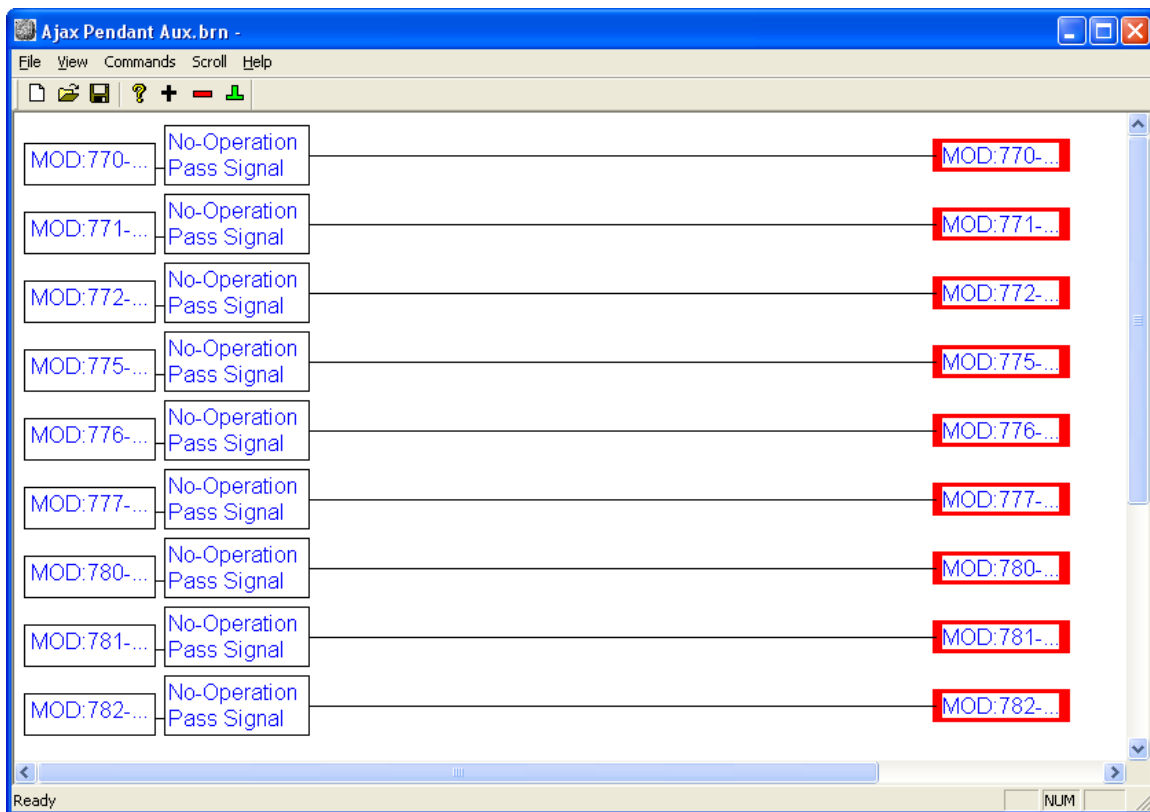 Ajax Pendant Aux.brn -
File View Commands Scroll Help
No-Operation
MOD:770-... Pass Signal MOD:770-...
No-Operation
MOD:771-... Pass Signal MOD:771-...
No-Operation
MOD:772-... Pass Signal MOD:772-...
No-Operation
MOD:775-... Pass Signal MOD:775-...
No-Operation
MOD:776-... Pass Signal MOD:776-...
No-Operation
MOD:777-... Pass Signal MOD:777-...
No-Operation
MOD:780-... Pass Signal MOD:780-...
No-Operation
MOD:781-... Pass Signal MOD:781-...
No-Operation
MOD:782-... Pass Signal MOD:782-...
Ready NUM